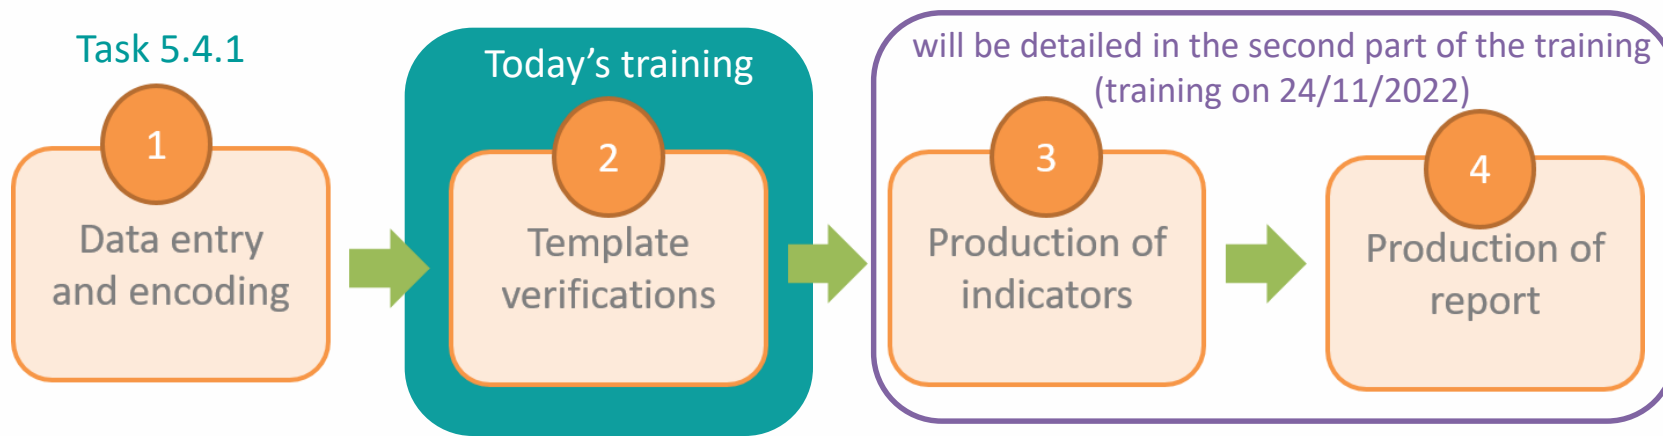 Task 5.4.1
1
Data entry
and encoding
Today's training
2
Template
verifications
will be detailed in the second part of the training
(training on 24/11/2022)
3
Production of
indicators
4
Production of
report